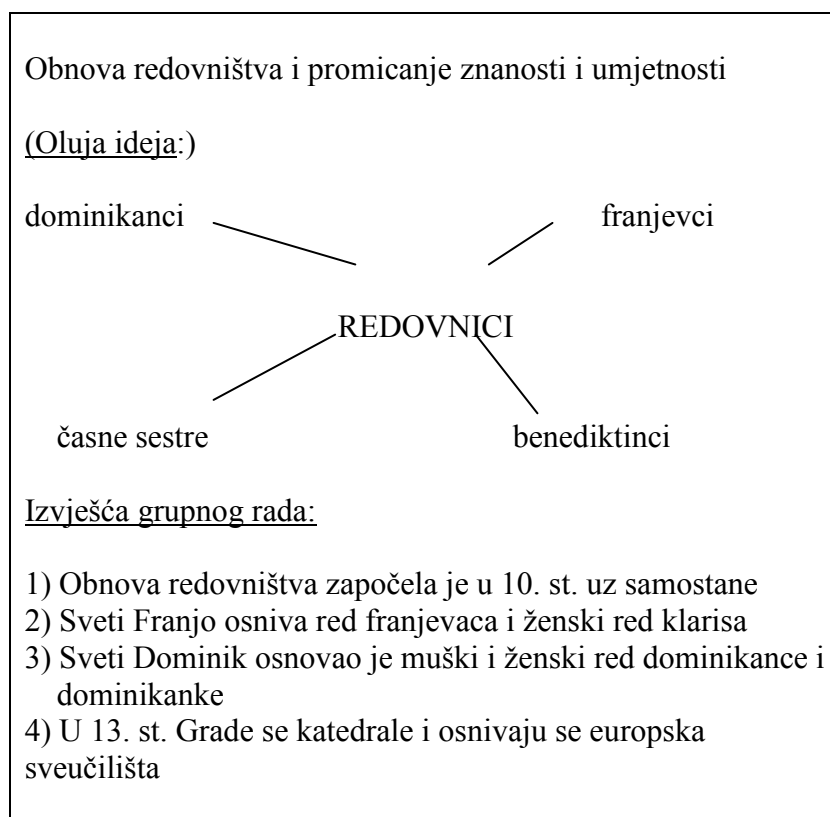 Obnova redovništva i promicanje znanosti i umjetnosti
(Oluja ideja:)
dominikanci franjevci
REDOVNICI
časne sestre benediktinci
Izvješća grupnog rada:
1) Obnova redovništva započela je u 10. st. uz samostane
2) Sveti Franjo osniva red franjevaca i ženski red klarisa
3) Sveti Dominik osnovao je muški i ženski red dominikance i
dominikanke
4) U 13. st. Grade se katedrale i osnivaju se europska
sveučilišta